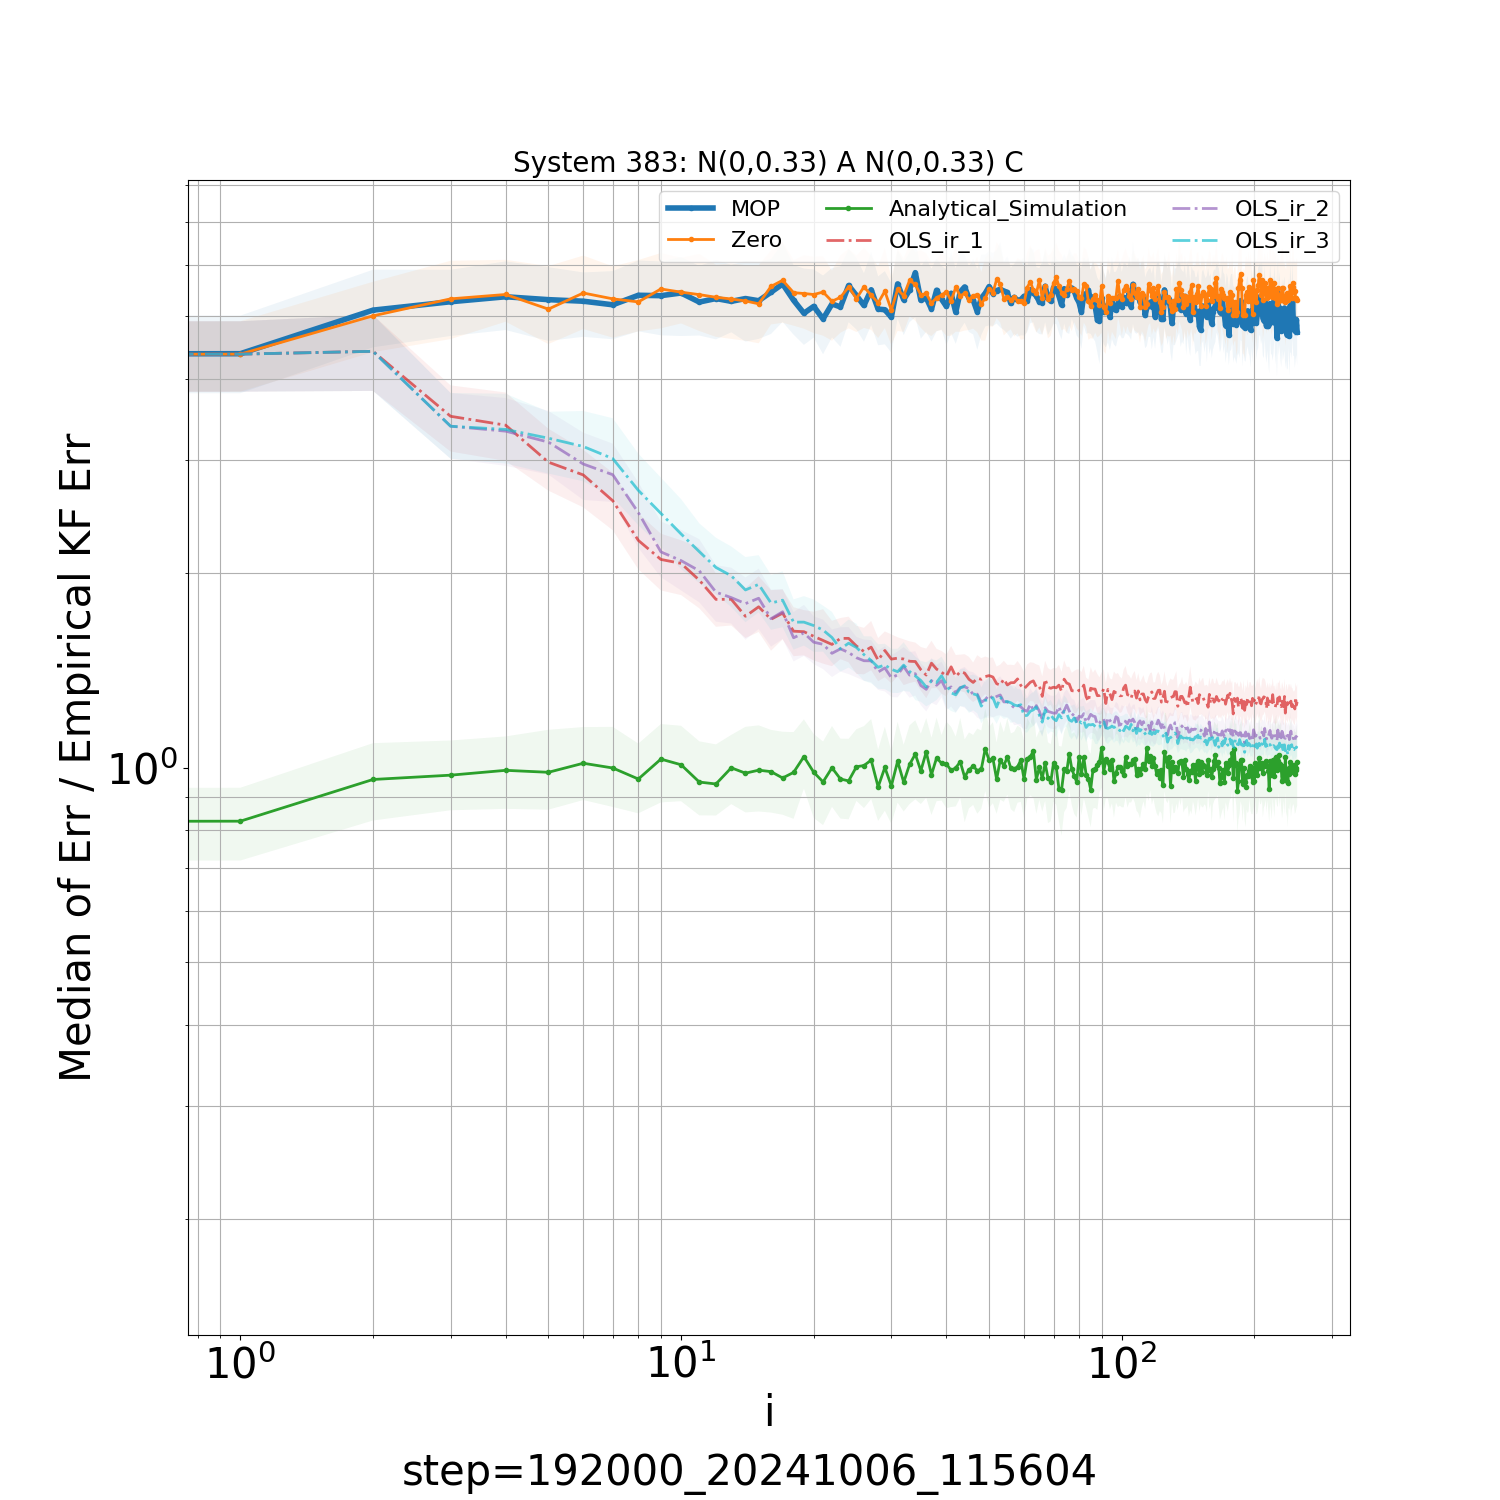 System 383: N(0,0.33) A N(0,0.33) C
MOP
Zero
Analytical_Simulation
OLS_ir_1
OLS_ir_2
OLS_ir_3
Median of Err / Empirical KF Err
10⁰
10⁰ 10¹ 10²
i
step=192000_20241006_115604